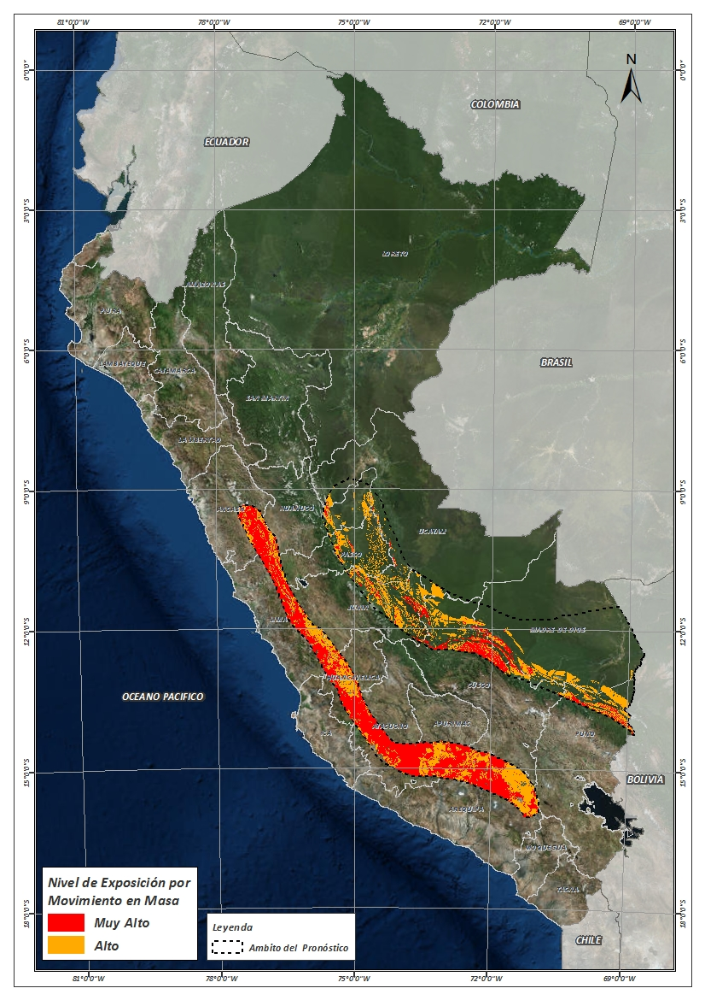 81°0'0"W 78°0'0"W 75°0'0"W 72°0'0"W 69°0'0"W
0°0'0"
0°0'0"
N
COLOMBIA
ECUADOR
3°0'0"S
3°0'0"S
LORETO
AMAZONAS
PIURA
6°0'0"S
6°0'0"S
LAMBAYEQUE
CAJAMARCA
BRASIL
SAN MARTIN
LA LIBERTAD
9°0'0"S
9°0'0"S
ANCASH
HUANUCO
UCAYALI
PASCO
JUNIN
LIMA
MADRE DE DIOS
12°0'0"S
12°0'0"S
HUANCAVELICA
CUSCO
OCEANO PACIFICO
AYACUCHO
APURIMAC
ICA
PUNO
15°0'0"S
15°0'0"S
BOLIVIA
AREQUIPA
MOQUEGUA
TACNA
Nivel de Exposición por
Movimiento en Masa
Muy Alto
Alto
Leyenda
Ambito del Pronóstico
18°0'0"S
18°0'0"S
CHILE
81°0'0"W 78°0'0"W 75°0'0"W 72°0'0"W 69°0'0"W